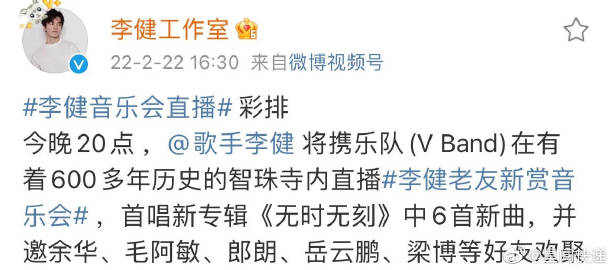 李健工作室
22-2-22 16:30 来自微博视频号
#李健音乐会直播# 彩排
今晚20点，@歌手李健 将携乐队(V Band)在有
着600多年历史的智珠寺内直播#李健老友新赏音
乐会#，首唱新专辑《无时无刻》中6首新曲，并
邀余华、毛阿敏、郎朗、岳云鹏、梁博等好友欢聚